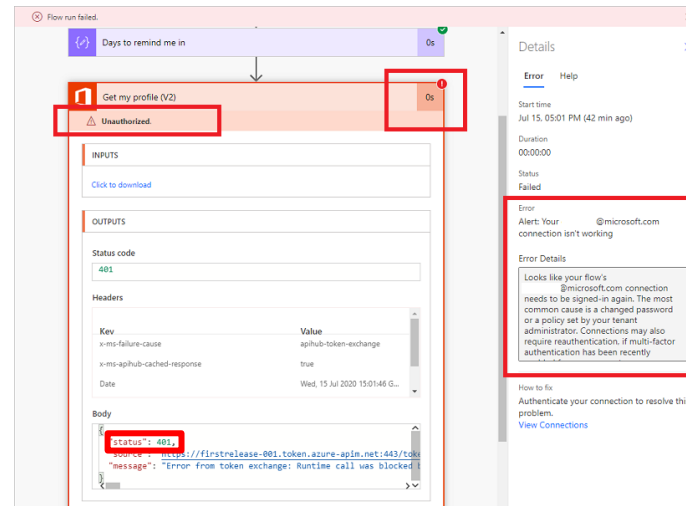 Flow run failed.
Days to remind me in
0s
Get my profile (V2)
0s
Unauthorized.
INPUTS
Click to download
OUTPUTS
Status code
401
Headers
Key Value
x-ms-failure-cause apihub-token-exchange
x-ms-apihub-cached-response true
Date Wed, 15 Jul 2020 15:01:46 G...
Body
{
"status": 401,
"source": "https://firstrelease-001.token.azure-apim.net:443/toke
"message": "Error from token exchange: Runtime call was blocked
}
Details
Error Help
Start time
Jul 15, 05:01 PM (42 min ago)
Duration
00:00:00
Status
Failed
Error
Alert: Your @microsoft.com
connection isn't working
Error Details
Looks like your flow's
@microsoft.com connection
needs to be signed-in again. The most
common cause is a changed password
or a policy set by your tenant
administrator. Connections may also
require reauthentication, if multi-factor
authentication has been recently
How to fix
Authenticate your connection to resolve thi
problem.
View Connections